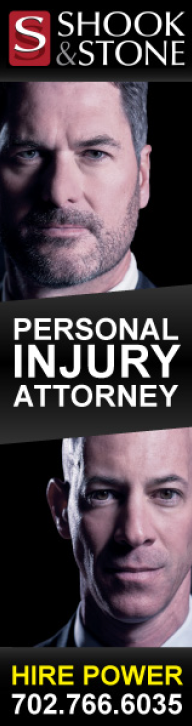 S SHOOK
&STONE
PERSONAL
INJURY
ATTORNEY
HIRE POWER
702.766.6035